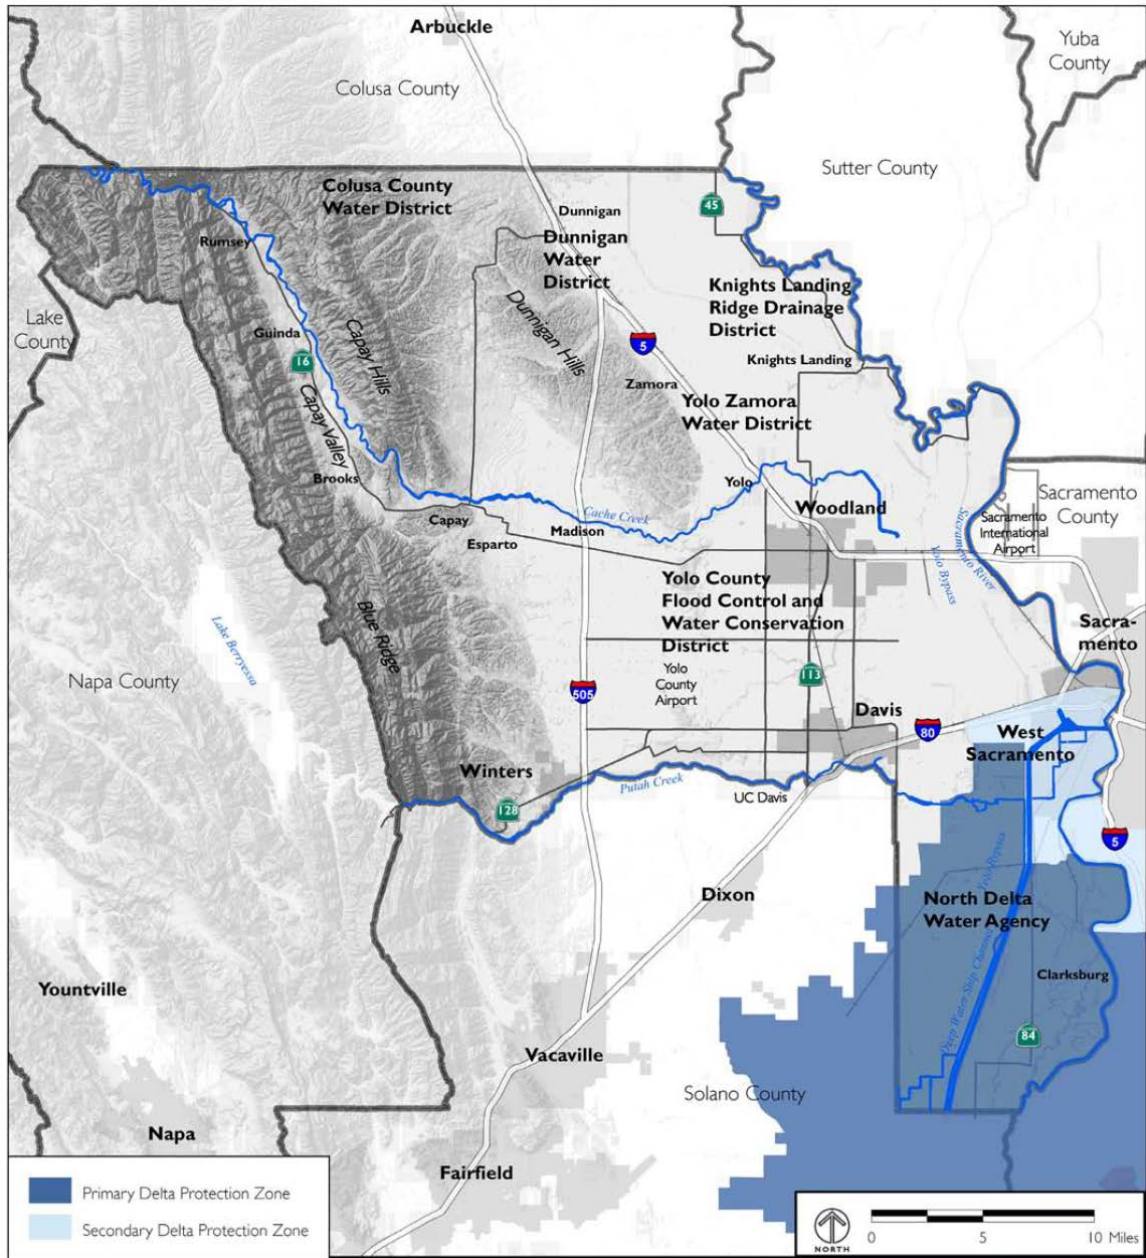 Arbuckle
Colusa County
Yuba
County
Sutter County
Colusa County
Water District
45
Dunnigan
Dunnigan
Water
District
Rumsey
Knights Landing
Ridge Drainage
District
Lake
County
Capay Hills
Dunnigan Hills
Guinda
16
5
Knights Landing
Zamora
Capay Valley
Yolo Zamora
Water District
Brooks
Yolo
Woodland
Sacramento
County
Capay
Cache Creek
Madison
Esparto
Sacramento River
Sacramento
International
Airport
Yolo Bypass
Yolo County
Flood Control and
Water Conservation
District
Blue Ridge
Lake Berryessa
Sacra-
mento
Napa County
505
Yolo
County
Airport
113
Davis
80
West
Sacramento
Winters
Putah Creek
UC Davis
128
5
Yolo Bypass
Dixon
North Delta
Water Agency
Clarksburg
Yountville
Deep Water Ship Channel
84
Vacaville
Solano County
Napa
Fairfield
Primary Delta Protection Zone
Secondary Delta Protection Zone
NORTH
0 5 10 Miles